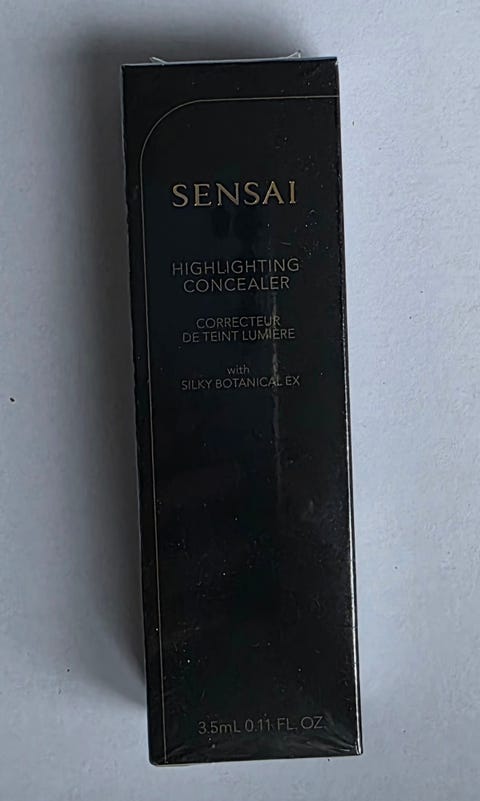 SENSAI
HIGHLIGHTING
CONCEALER
CORRECTEUR
DE TEINT LUMIÈRE
with
SILKY BOTANICAL EX
3.5mL 0.11 FL. OZ.